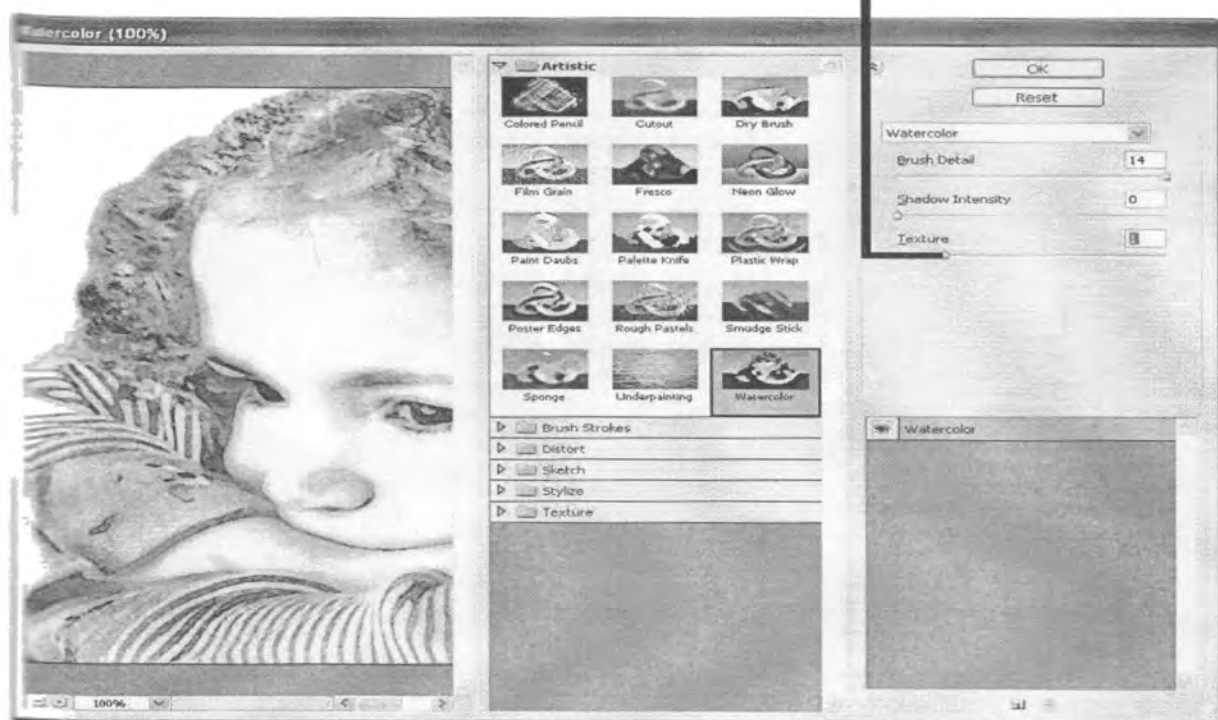 tercolor (100%)
Artistic
Colored Pencil Cutout Dry Brush
Film Grain Fresco Neon Glow
Paint Daubs Palette Knife Plastic Wrap
Poster Edges Rough Pastels Smudge Stick
Sponge Underpainting Watercolor
Brush Strokes
Distort
Sketch
Stylize
Texture
100%
OK
Reset
Watercolor
Brush Detail 14
Shadow Intensity 0
Texture
Watercolor